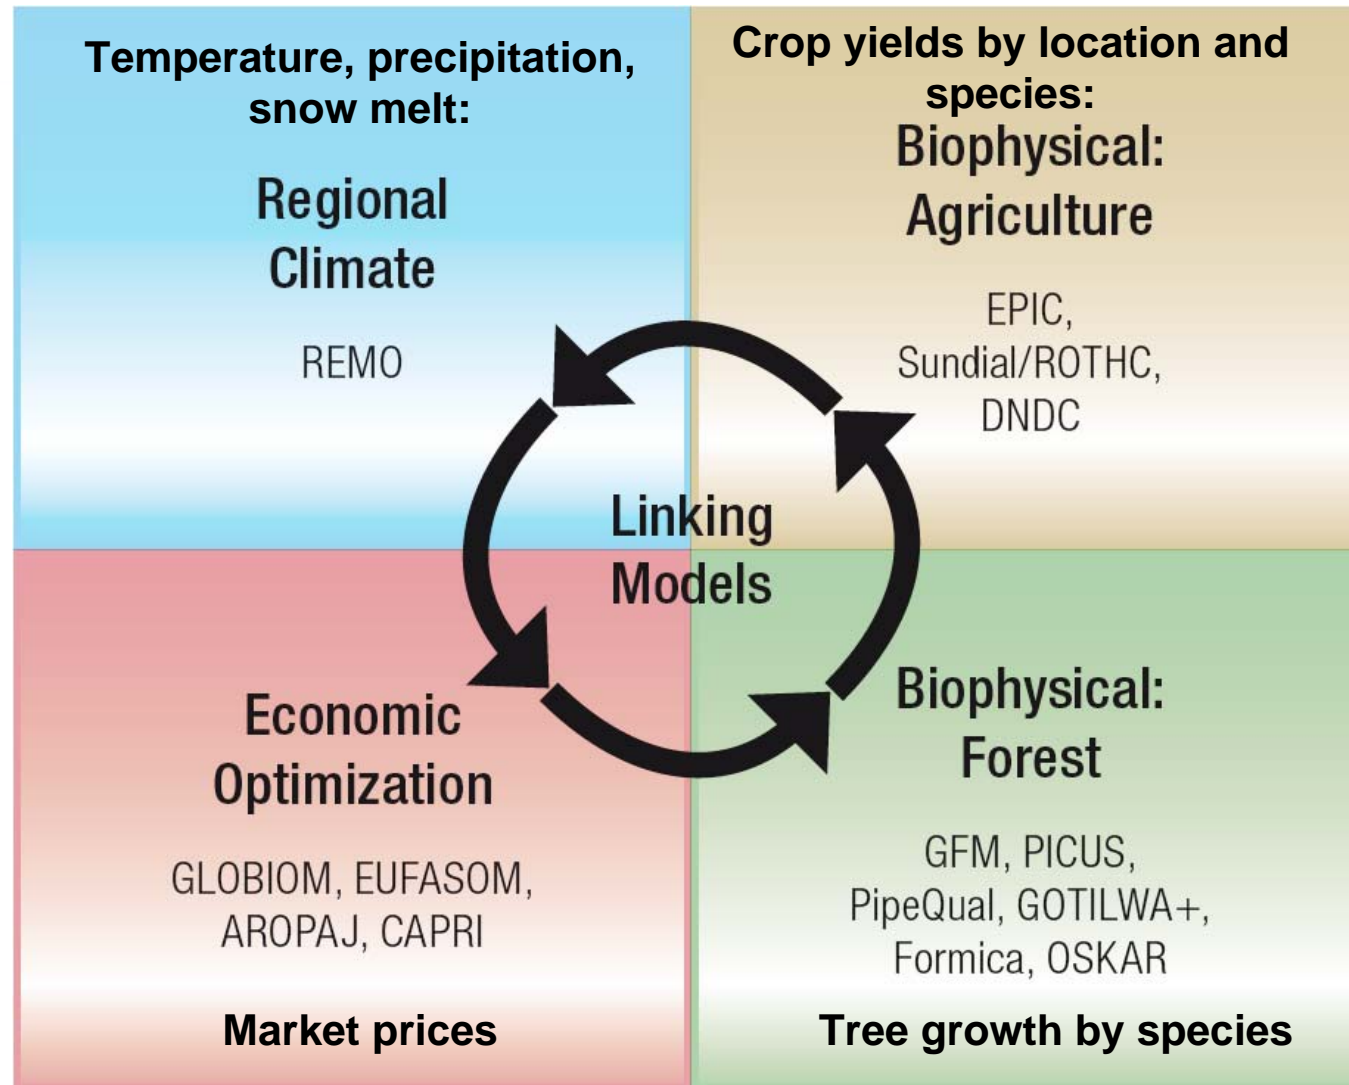 Temperature, precipitation,
snow melt:
Regional
Climate
REMO
Crop yields by location and
species:
Biophysical:
Agriculture
EPIC,
Sundial/ROTHC,
DNDC
Linking
Models
Economic
Optimization
GLOBIOM, EUFASOM,
AROPAJ, CAPRI
Market prices
Biophysical:
Forest
GFM, PICUS,
PipeQual, GOTILWA+,
Formica, OSKAR
Tree growth by species